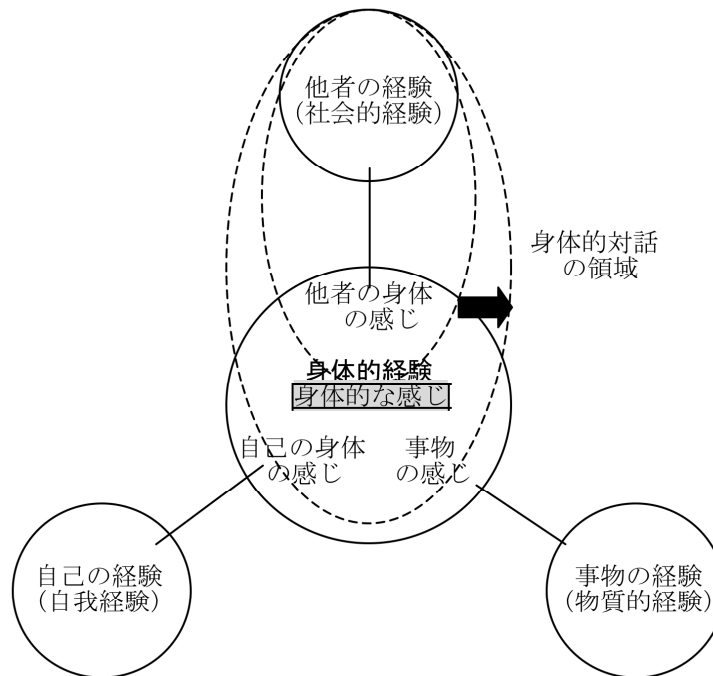 他者の経験
(社会的経験)
身体的対話
の領域
他者の身体
の感じ
身体的経験
身体的な感じ
自己の身体
の感じ
事物
の感じ
自己の経験
(自我経験)
事物の経験
(物質的経験)